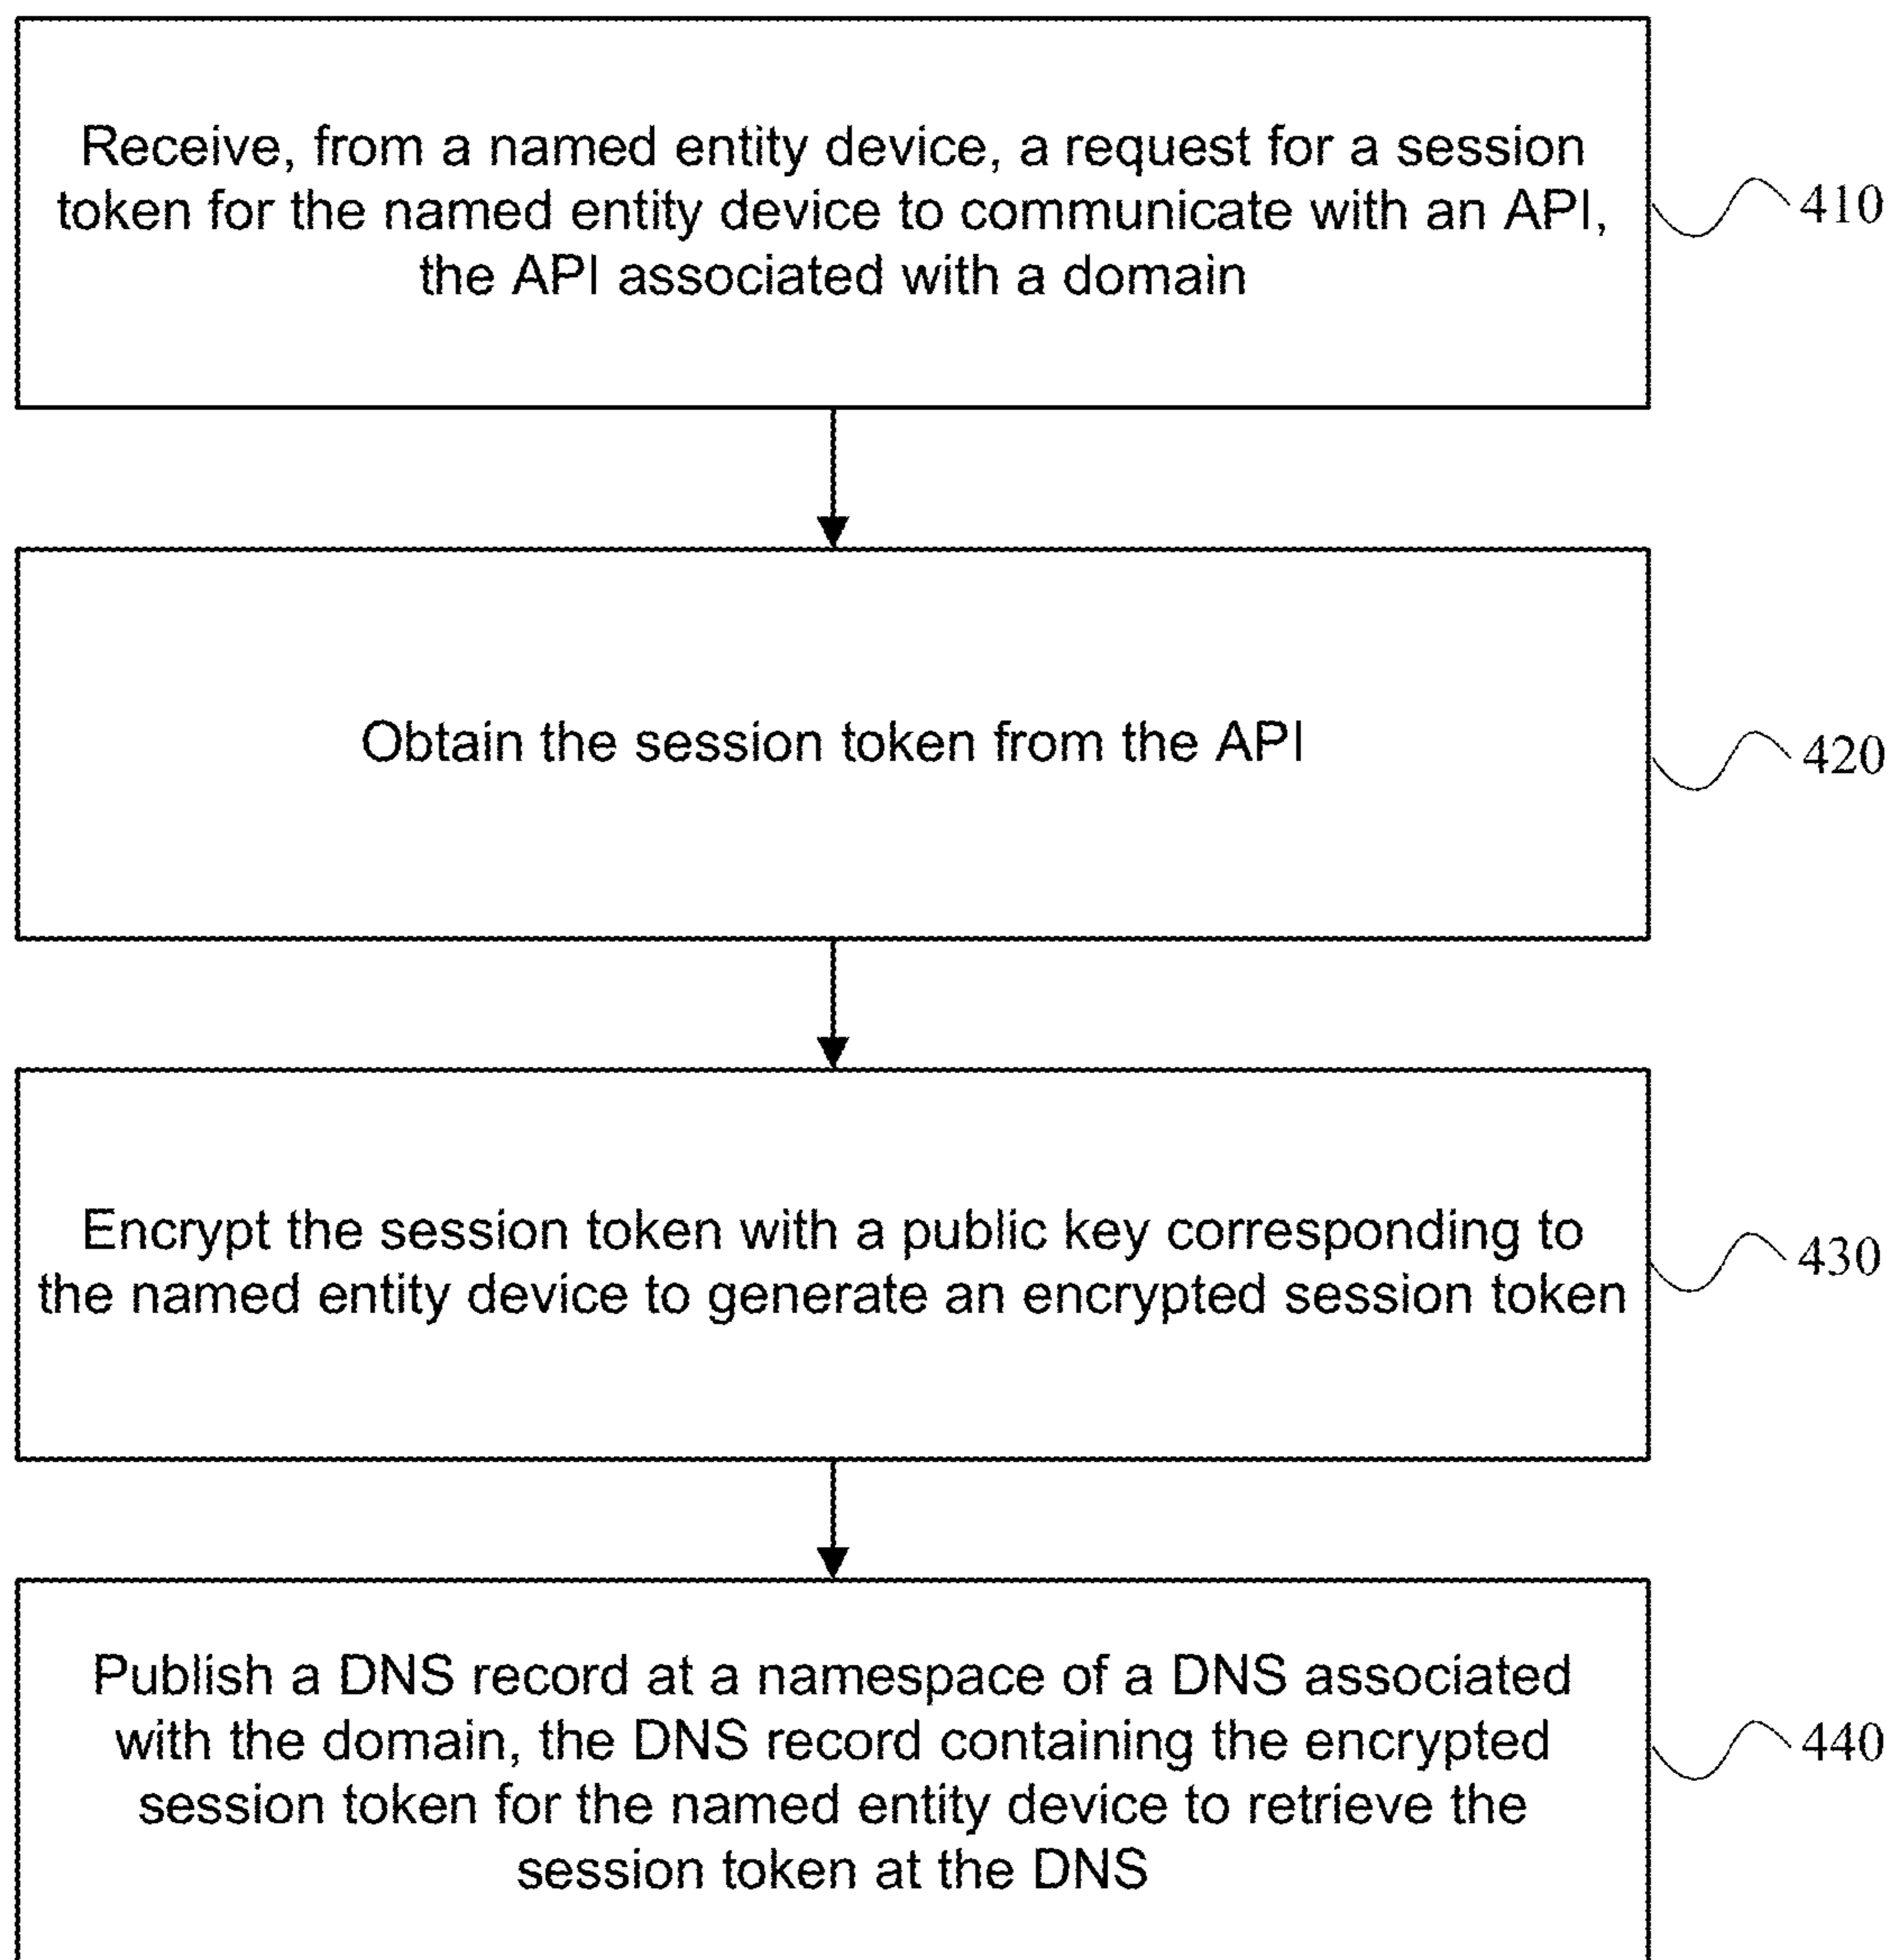 Receive, from a named entity device, a request for a session
token for the named entity device to communicate with an API,
the API associated with a domain
410
Obtain the session token from the API
420
Encrypt the session token with a public key corresponding to
the named entity device to generate an encrypted session token
430
Publish a DNS record at a namespace of a DNS associated
with the domain, the DNS record containing the encrypted
session token for the named entity device to retrieve the
session token at the DNS
440